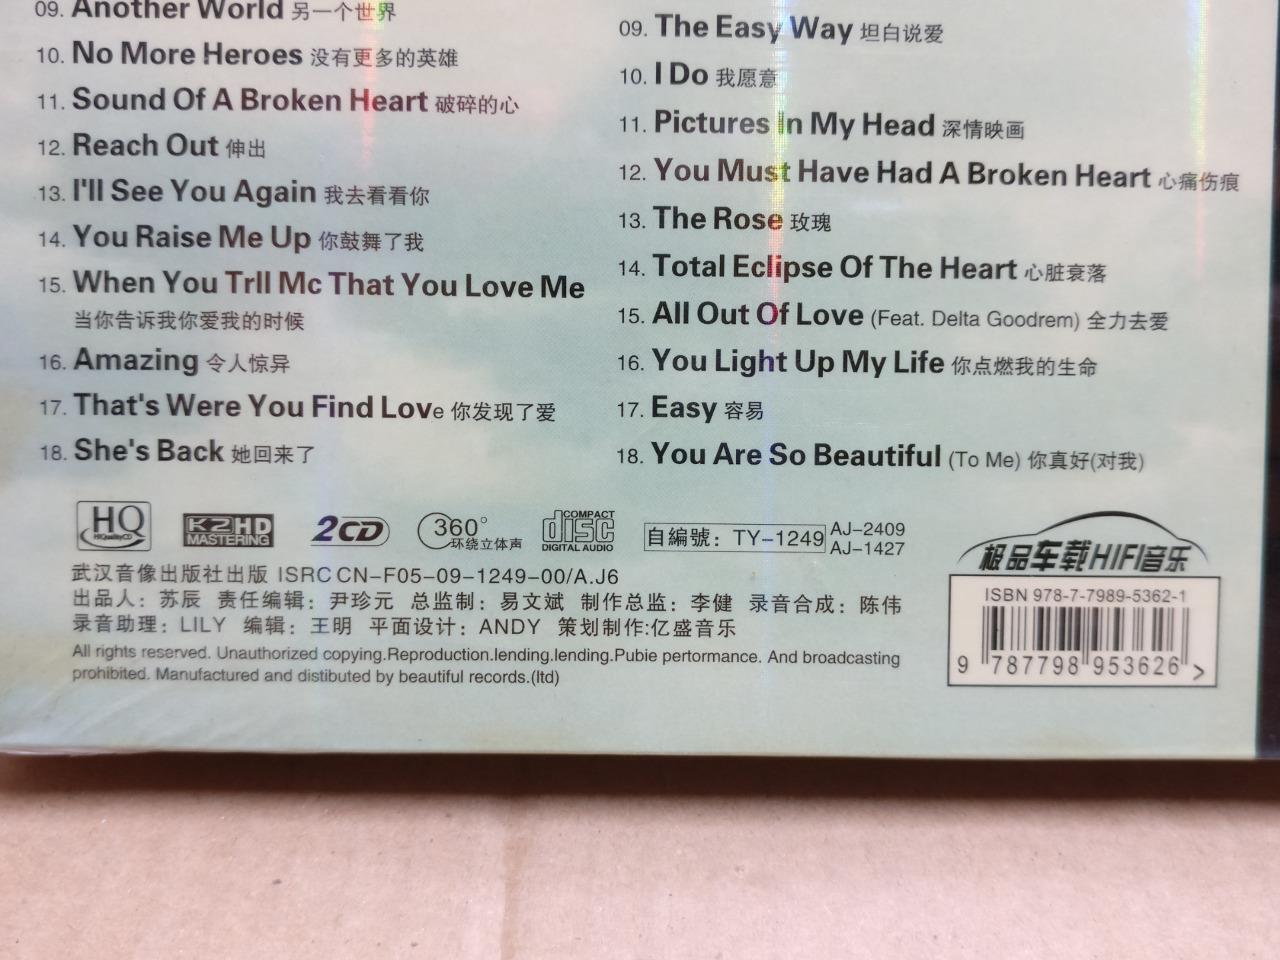 09. Another World 另一个世界
10. No More Heroes 没有更多的英雄
11. Sound Of A Broken Heart 破碎的心
12. Reach Out 伸出
13. I'll See You Again 我去看看你
14. You Raise Me Up 你鼓舞了我
15. When You Trll Mc That You Love Me
当你告诉我你爱我的时候
16. Amazing 令人惊异
17. That's Were You Find Love 你发现了爱
18. She's Back 她回来了
09. The Easy Way 坦白说爱
10. I Do 我愿意
11. Pictures In My Head 深情映画
12. You Must Have Had A Broken Heart 心痛伤痕
13. The Rose 玫瑰
14. Total Eclipse Of The Heart 心脏衰落
15. All Out Of Love (Feat. Delta Goodrem) 全力去爱
16. You Light Up My Life 你点燃我的生命
17. Easy 容易
18. You Are So Beautiful (To Me) 你真好(对我)
HQ
HiQualityCD
K2HD
MASTERING
2CD
360°
环绕立体声
COMPACT
disc
DIGITAL AUDIO
自編號：TY-1249
AJ-2409
AJ-1427
武汉音像出版社出版 ISRC CN-F05-09-1249-00/A.J6
出品人：苏辰 责任编辑：尹珍元 总监制：易文斌 制作总监：李健 录音合成：陈伟
录音助理：LILY 编辑：王明 平面设计：ANDY 策划制作:亿盛音乐
All rights reserved. Unauthorized copying.Reproduction.lending.lending.Pubie pertormance. And broadcasting
prohibited. Manufactured and distibuted by beautiful records.(ltd)
极品车载HIFI音乐
ISBN 978-7-7989-5362-1
9 787798 953626 >